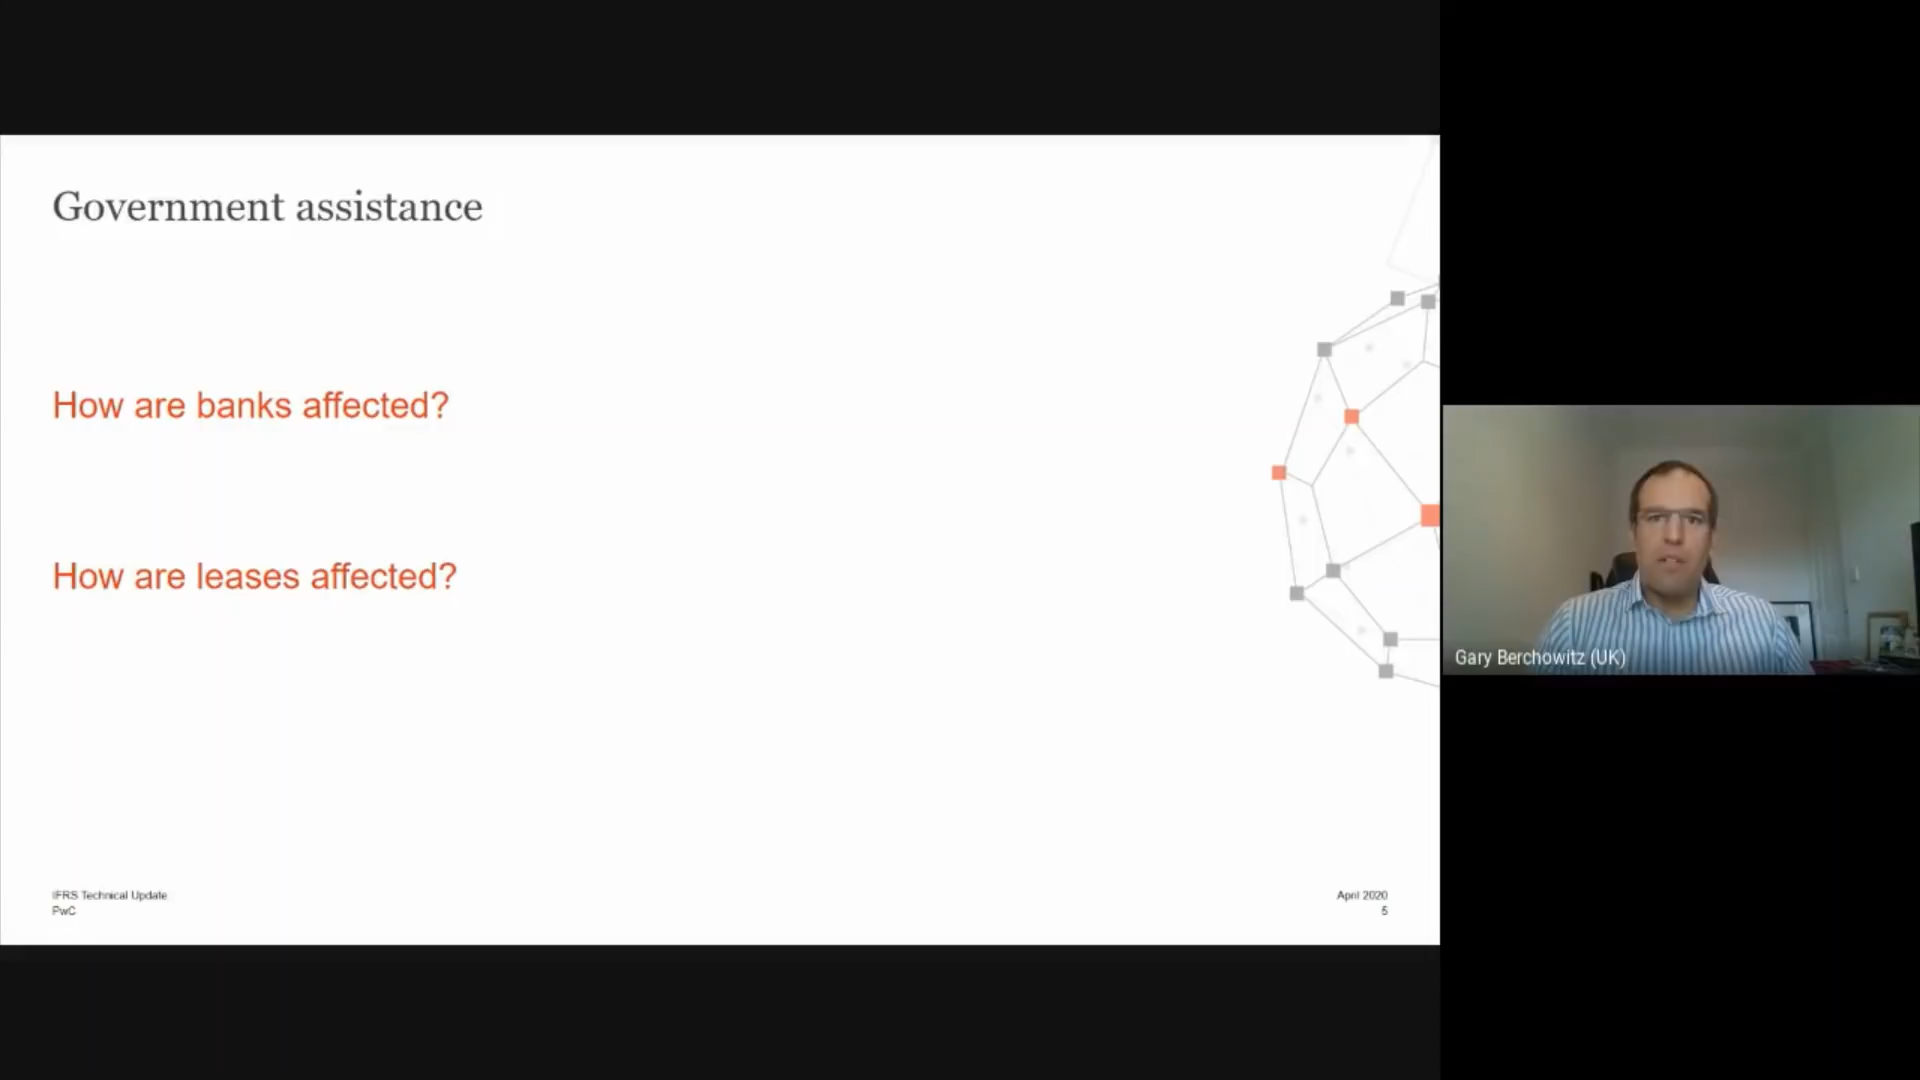 Government assistance
How are banks affected?
How are leases affected?
IFRS Technical Update
PwC
April 2020
5
Gary Berchowitz (UK)